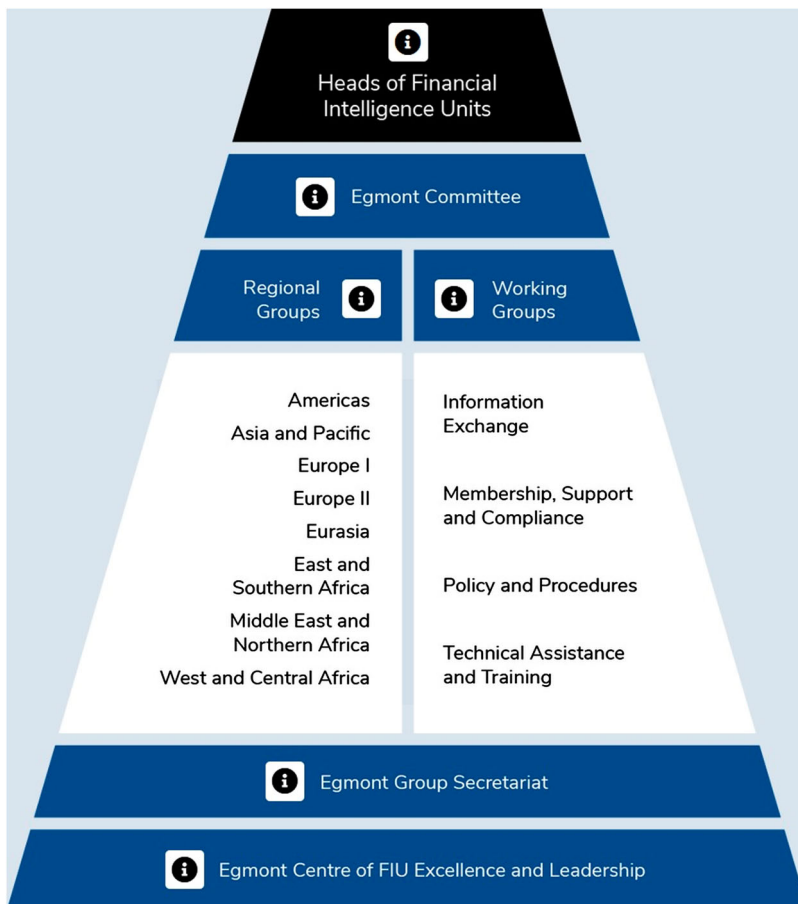 Heads of Financial
Intelligence Units
Egmont Committee
Regional
Groups
Working
Groups
Americas
Asia and Pacific
Europe I
Europe II
Eurasia
East and
Southern Africa
Middle East and
Northern Africa
West and Central Africa
Information
Exchange
Membership, Support
and Compliance
Policy and Procedures
Technical Assistance
and Training
Egmont Group Secretariat
Egmont Centre of FIU Excellence and Leadership